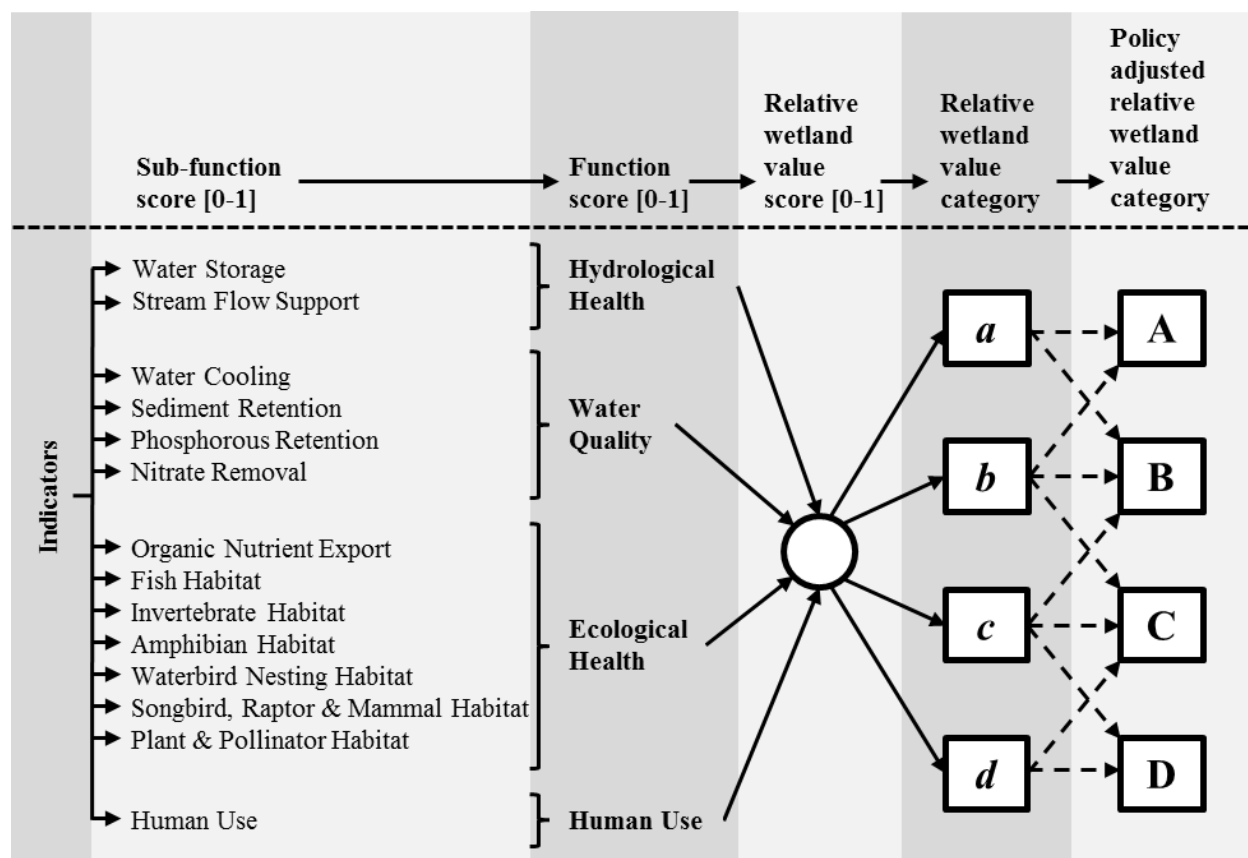 Sub-function
score [0-1]
Function
score [0-1]
Relative
wetland
value
score [0-1]
Relative
wetland
value
category
Policy
adjusted
relative
wetland
value
category
Indicators
Water Storage
Stream Flow Support
Water Cooling
Sediment Retention
Phosphorous Retention
Nitrate Removal
Organic Nutrient Export
Fish Habitat
Invertebrate Habitat
Amphibian Habitat
Waterbird Nesting Habitat
Songbird, Raptor & Mammal Habitat
Plant & Pollinator Habitat
Human Use
Hydrological
Health
Water
Quality
Ecological
Health
Human Use
a
b
c
d
A
B
C
D